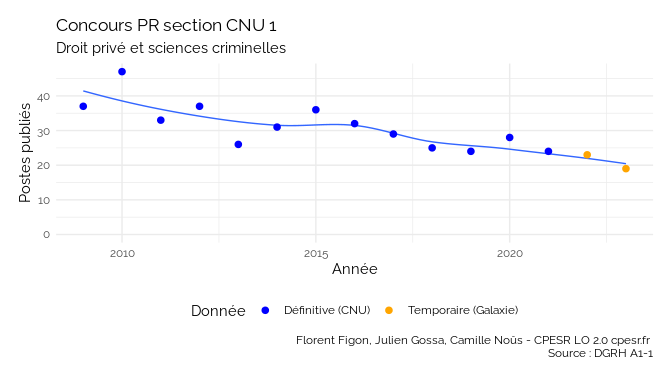 Concours PR section CNU 1
Droit privé et sciences criminelles
Postes publiés
40
30
20
10
0
2010
2015
2020
Année
Donnée
Définitive (CNU)
Temporaire (Galaxie)
Florent Figon, Julien Gossa, Camille Noûs - CPESR LO 2.0 cpesr.fr
Source : DGRH A1-1